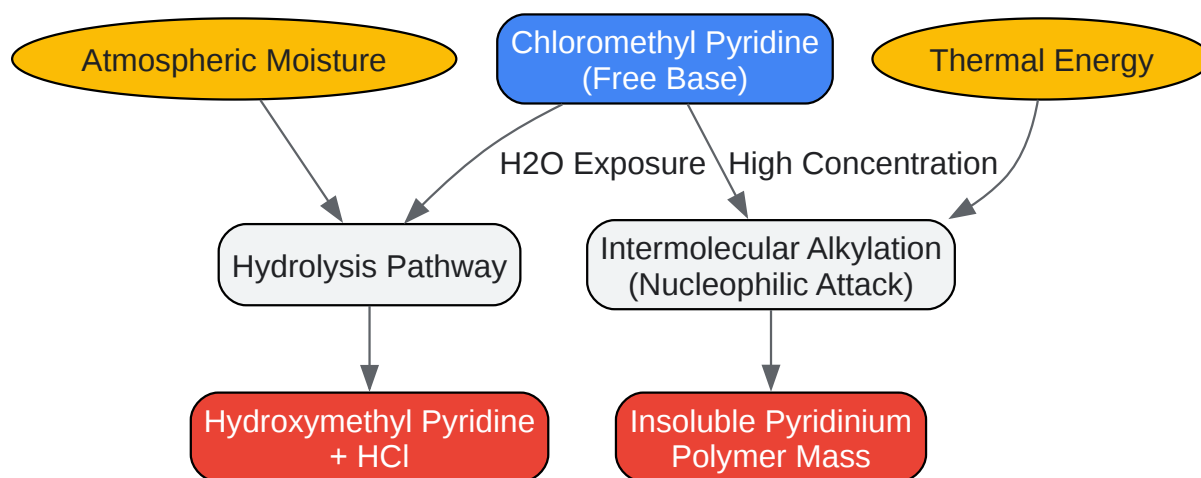 Atmospheric Moisture
Chloromethyl Pyridine
(Free Base)
Thermal Energy
H2O Exposure
High Concentration
Hydrolysis Pathway
Intermolecular Alkylation
(Nucleophilic Attack)
Hydroxymethyl Pyridine
+ HCl
Insoluble Pyridinium
Polymer Mass